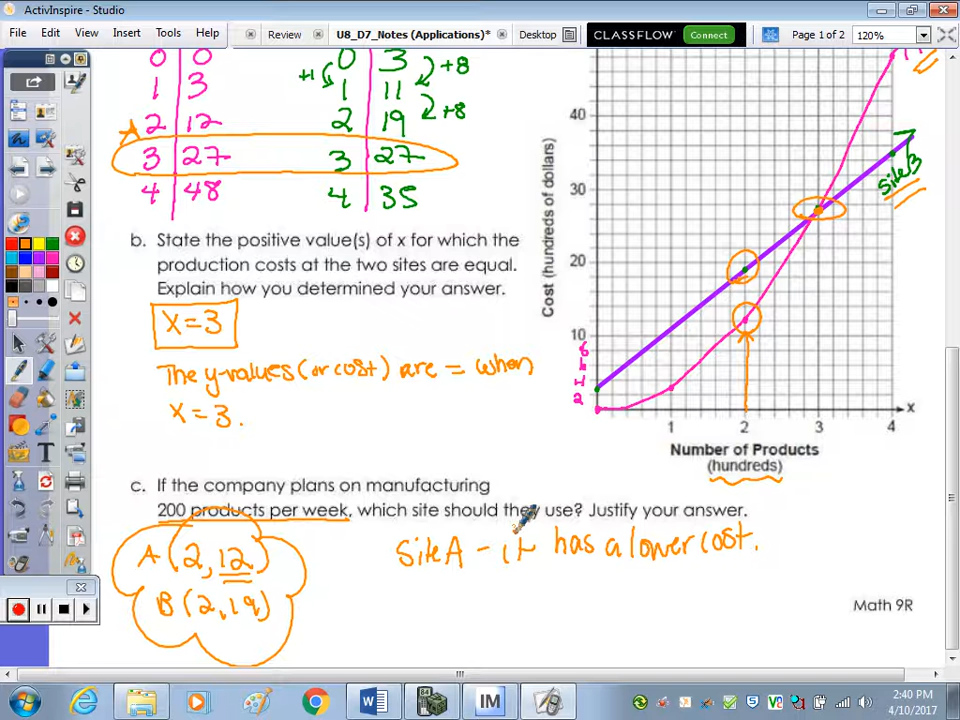 ActivInspire - Studio
File Edit View Insert Tools Help Review U8_D7_Notes (Applications)* Desktop CLASSFLOW Connect Page 1 of 2 120%
0 0
1 3
2 12
3 27
4 48
0 3
+1 1 11 +8
2 19 +8
3 27
4 35
Cost (hundreds of dollars)
40
30
20
10
Site B
x
1 2 3 4
Number of Products
(hundreds)
b. State the positive value(s) of x for which the
production costs at the two sites are equal.
Explain how you determined your answer.
X=3
The y-values (or cost) are = when
X=3.
c. If the company plans on manufacturing
200 products per week, which site should they use? Justify your answer.
A (2, 12)
B (2, 19)
Site A - it has a lower cost.
Math 9R
2:40 PM
4/10/2017